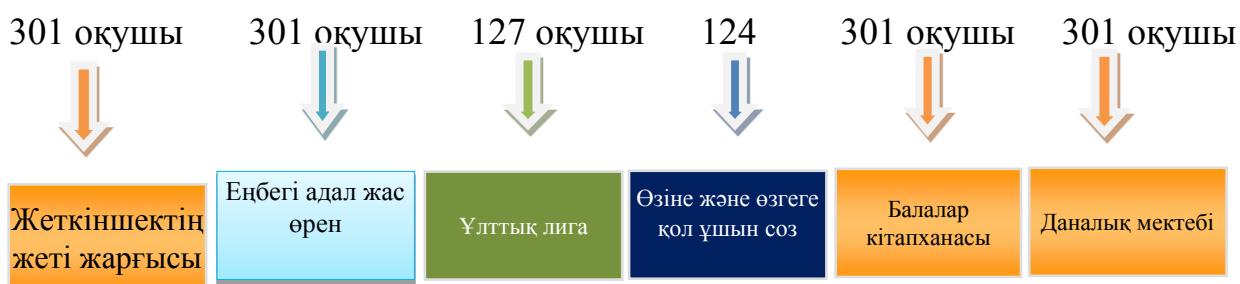 301 оқушы 301 оқушы 127 оқушы 124 301 оқушы 301 оқушы
Жеткіншектің
жеті жарғысы
Еңбегі адал жас
өрен
Ұлттық лига
Өзіне және өзгеге
қол ұшын соз
Балалар
кітапханасы
Даналық мектебі